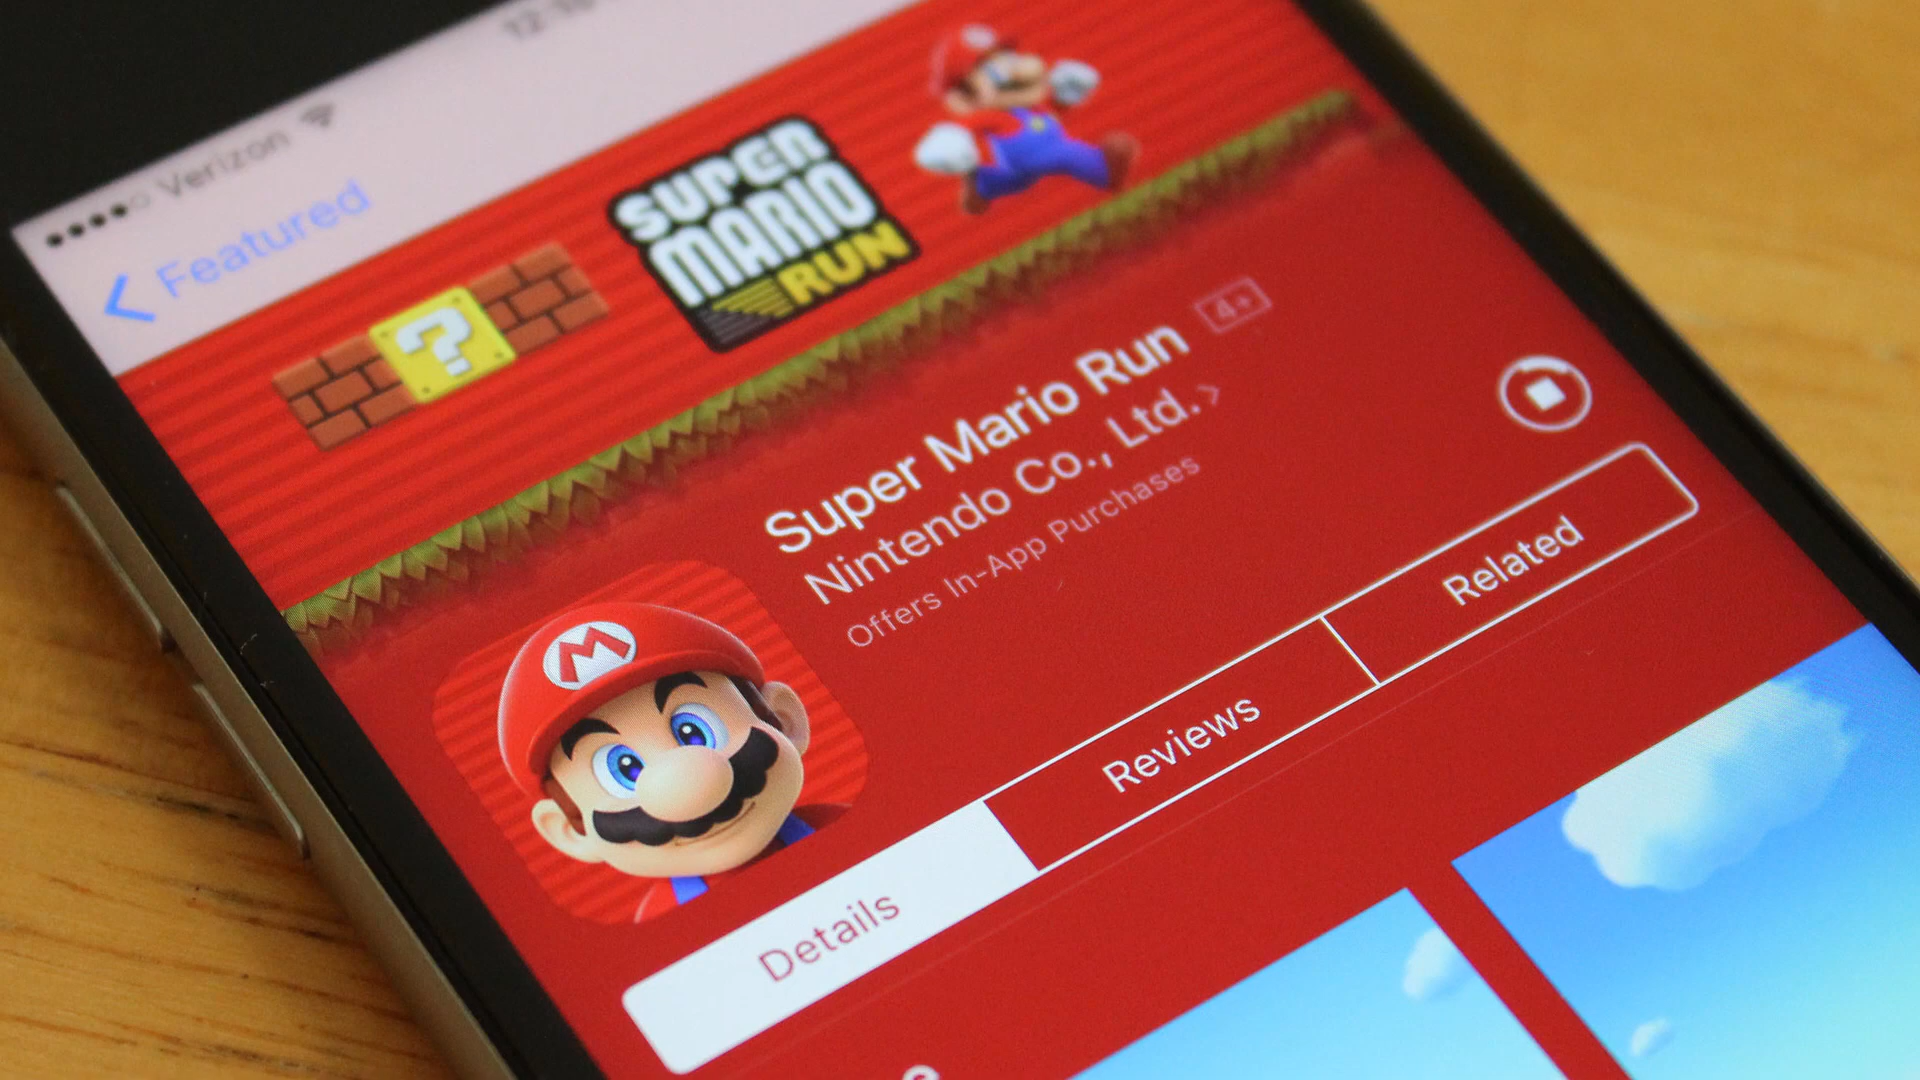 Verizon
Featured
?
SUPER
MARIO
RUN
Super Mario Run 4+
Nintendo Co., Ltd. >
Offers In-App Purchases
M
Details
Reviews
Related